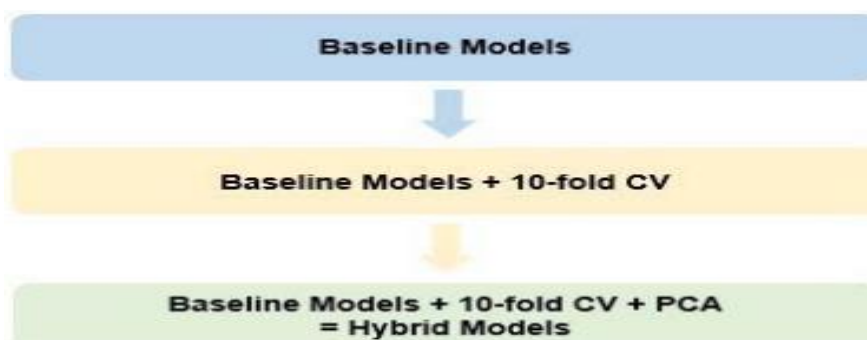 Baseline Models
Baseline Models + 10-fold CV
Baseline Models + 10-fold CV + PCA
= Hybrid Models